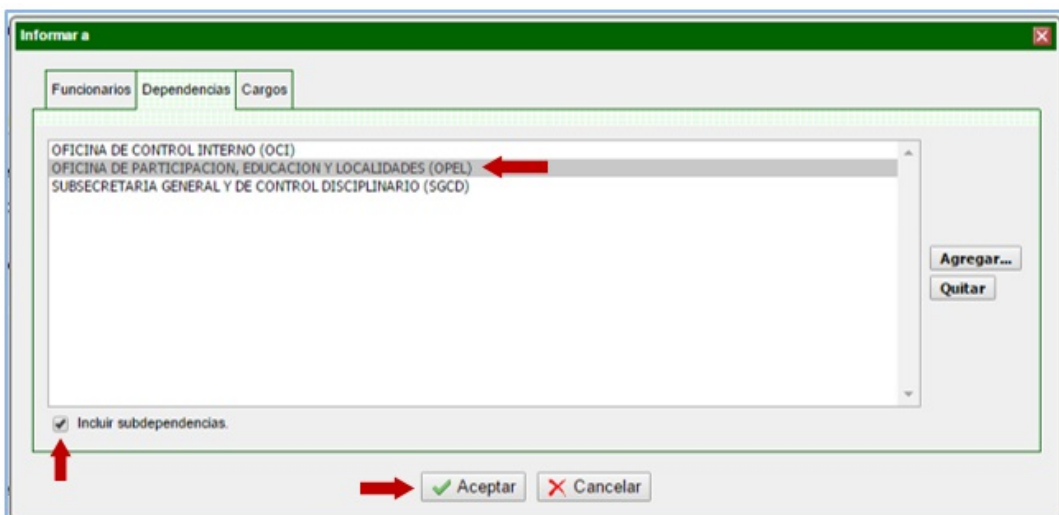 Informar a
Funcionarios Dependencias Cargos
OFICINA DE CONTROL INTERNO (OCI)
OFICINA DE PARTICIPACION, EDUCACION Y LOCALIDADES (OPEL)
SUBSECRETARIA GENERAL Y DE CONTROL DISCIPLINARIO (SGCD)
Agregar...
Quitar
Incluir subdependencias.
Aceptar Cancelar